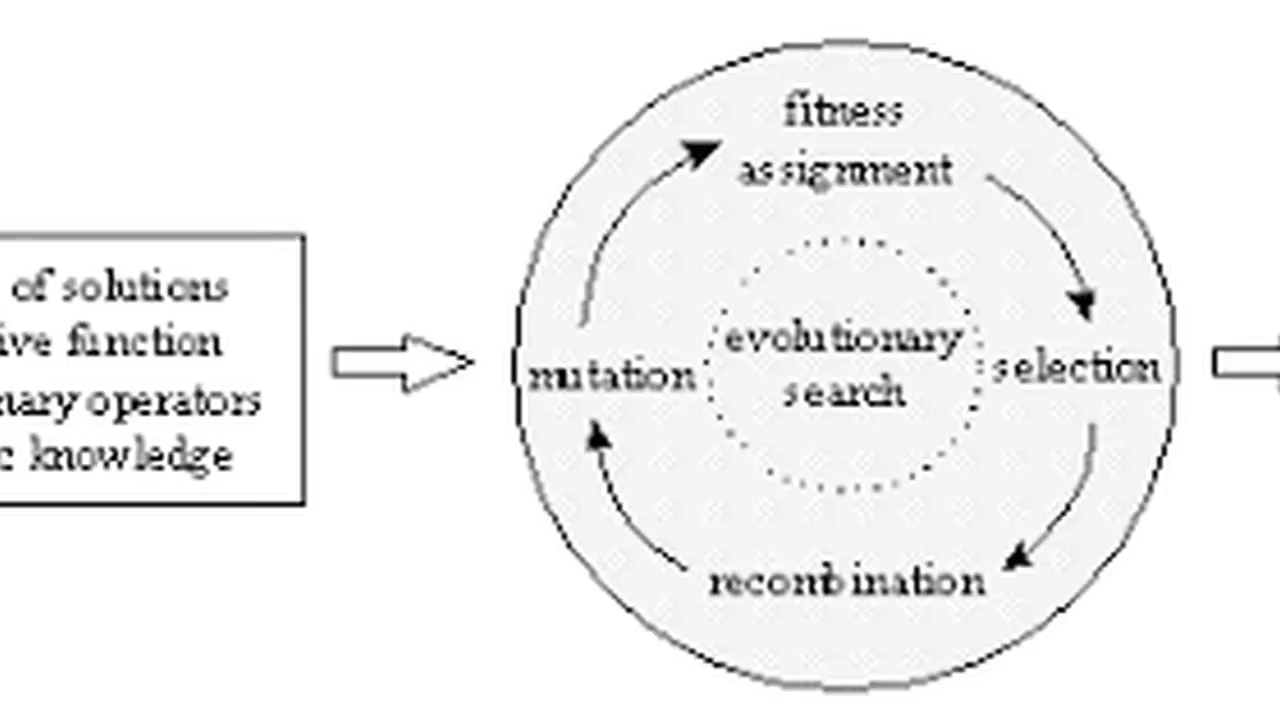 of solutions
ive function
nary operators
c knowledge
fitness
assignment
evolutionary
search
mutation
selection
recombination